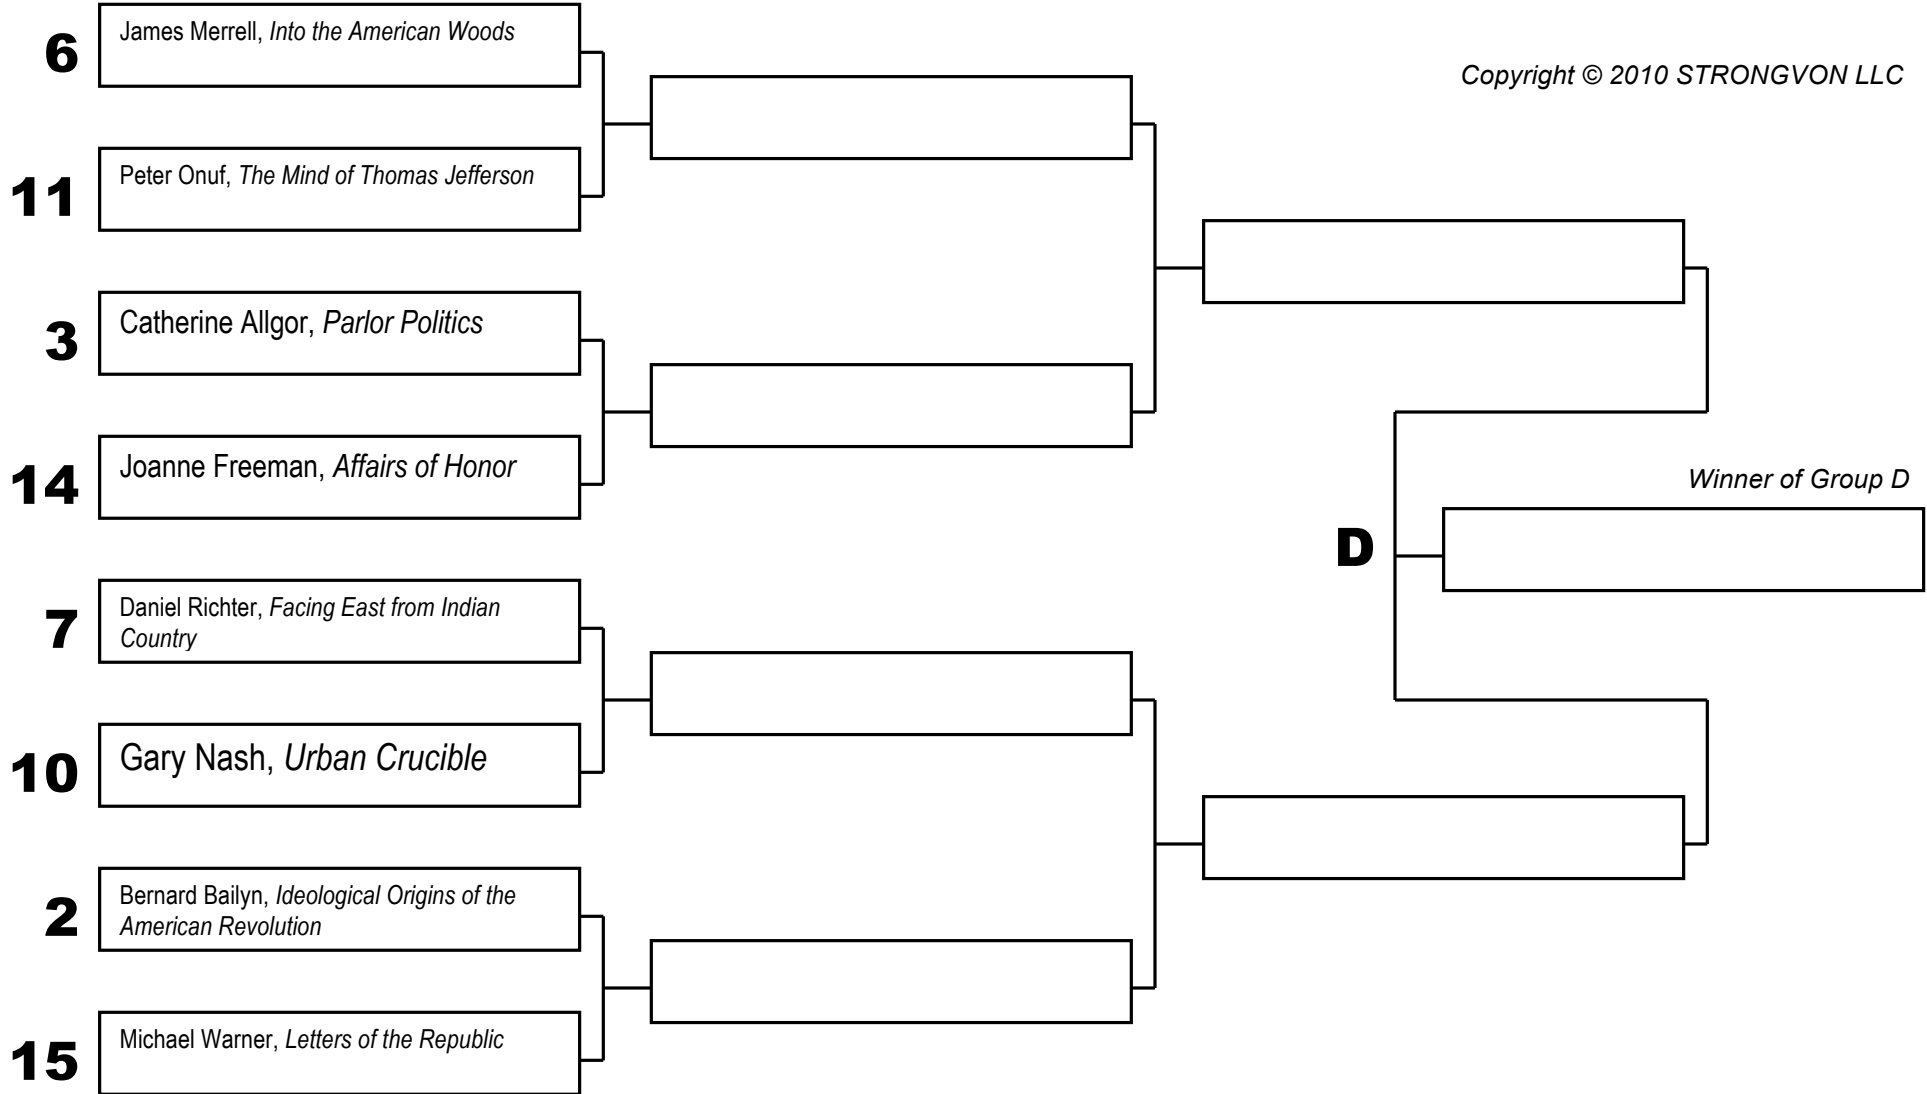 6
James Merrell, Into the American Woods
Copyright © 2010 STRONGVON LLC
11
Peter Onuf, The Mind of Thomas Jefferson
3
Catherine Allgor, Parlor Politics
14
Joanne Freeman, Affairs of Honor
Winner of Group D
D
7
Daniel Richter, Facing East from Indian
Country
10
Gary Nash, Urban Crucible
2
Bernard Bailyn, Ideological Origins of the
American Revolution
15
Michael Warner, Letters of the Republic